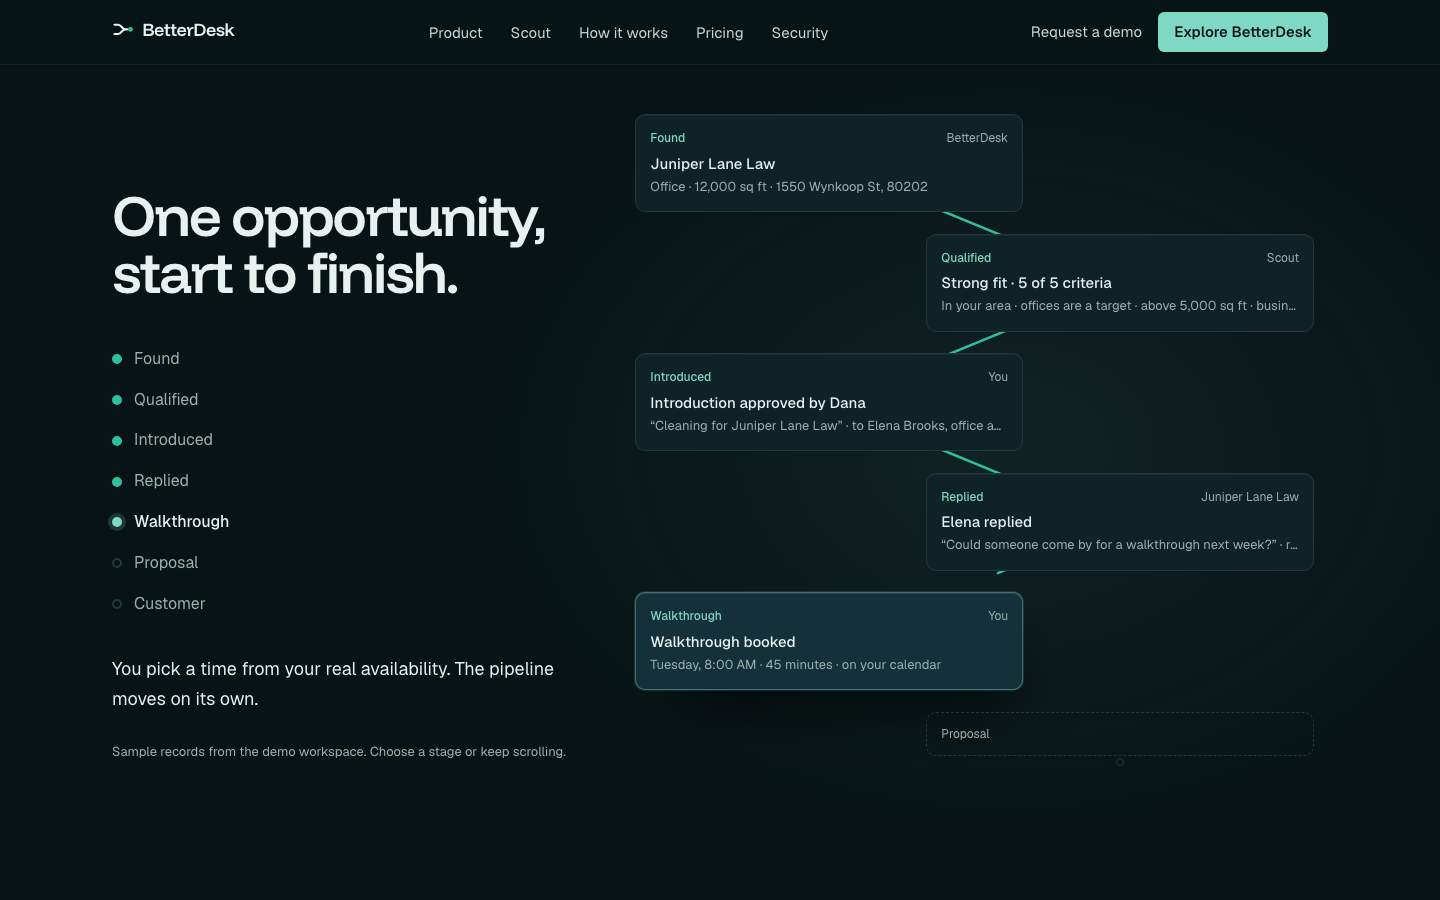 BetterDesk
Product
Scout
How it works
Pricing
Security
Request a demo
Explore BetterDesk
One opportunity,
start to finish.
Found
Qualified
Introduced
Replied
Walkthrough
Proposal
Customer
You pick a time from your real availability. The pipeline
moves on its own.
Sample records from the demo workspace. Choose a stage or keep scrolling.
Found
BetterDesk
Juniper Lane Law
Office · 12,000 sq ft · 1550 Wynkoop St, 80202
Qualified
Scout
Strong fit · 5 of 5 criteria
In your area · offices are a target · above 5,000 sq ft · busin…
Introduced
You
Introduction approved by Dana
“Cleaning for Juniper Lane Law” · to Elena Brooks, office a…
Replied
Juniper Lane Law
Elena replied
“Could someone come by for a walkthrough next week?” · r…
Walkthrough
You
Walkthrough booked
Tuesday, 8:00 AM · 45 minutes · on your calendar
Proposal